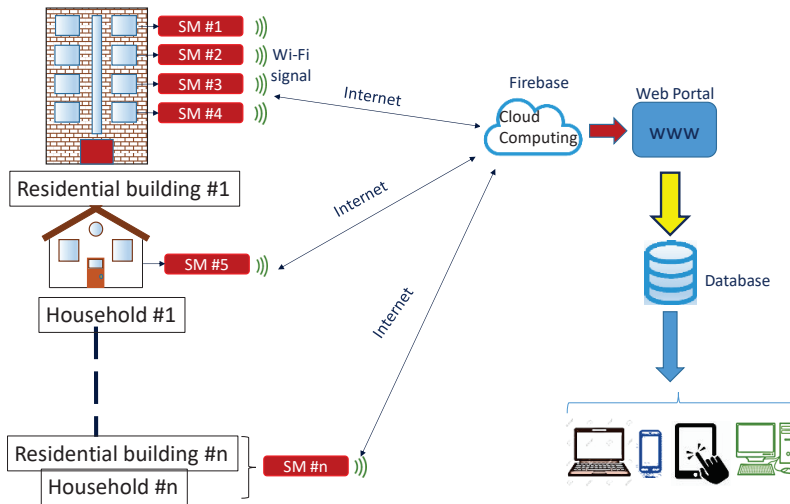 SM #1
SM #2
SM #3
SM #4
Wi-Fi
signal
Internet
Firebase
Cloud
Computing
Web Portal
www
Residential building #1
Internet
SM #5
Household #1
Database
Internet
Residential building #n
Household #n
SM #n